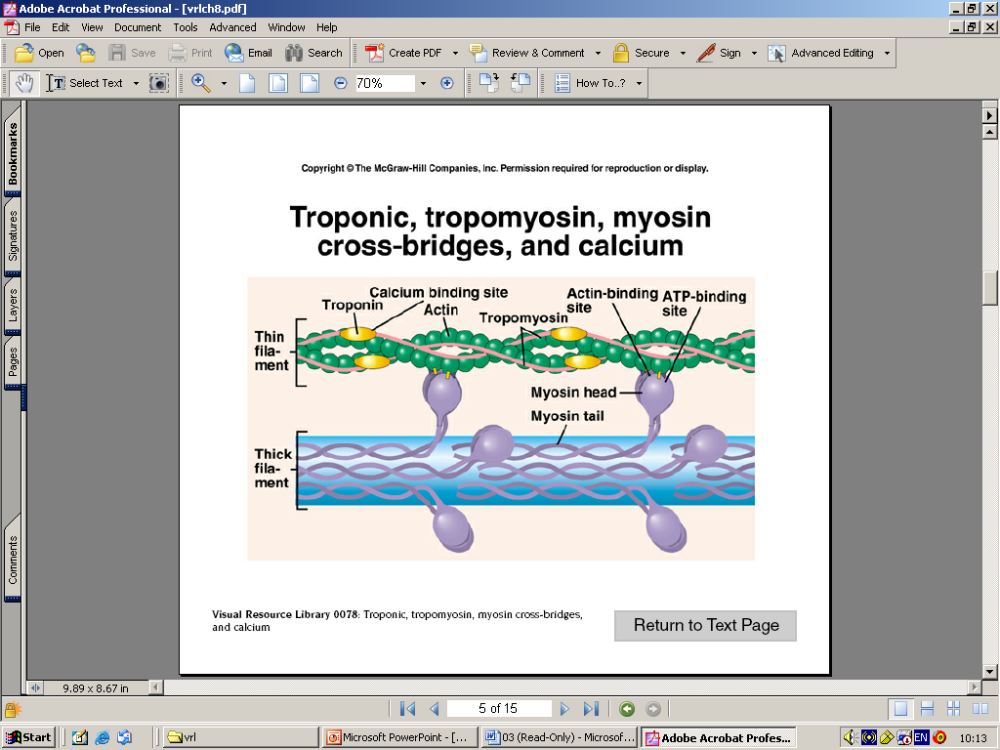 Adobe Acrobat Professional - [vrlch8.pdf]
File Edit View Document Tools Advanced Window Help
Open Save Print Email Search Create PDF Review & Comment Secure Sign Advanced Editing
Select Text 70% How To..?
Bookmarks
Signatures
Layers
Pages
Comments
Copyright © The McGraw-Hill Companies, Inc. Permission required for reproduction or display.
Troponic, tropomyosin, myosin
cross-bridges, and calcium
Calcium binding site
Troponin
Actin
Tropomyosin
Actin-binding
site
ATP-binding
site
Thin
fila-
ment
Myosin head
Myosin tail
Thick
fila-
ment
Visual Resource Library 0078: Troponic, tropomyosin, myosin cross-bridges,
and calcium
Return to Text Page
9.89 x 8.67 in
5 of 15
Start vrl Microsoft PowerPoint - [... 03 (Read-Only) - Microsof... Adobe Acrobat Profes... EN 10:13